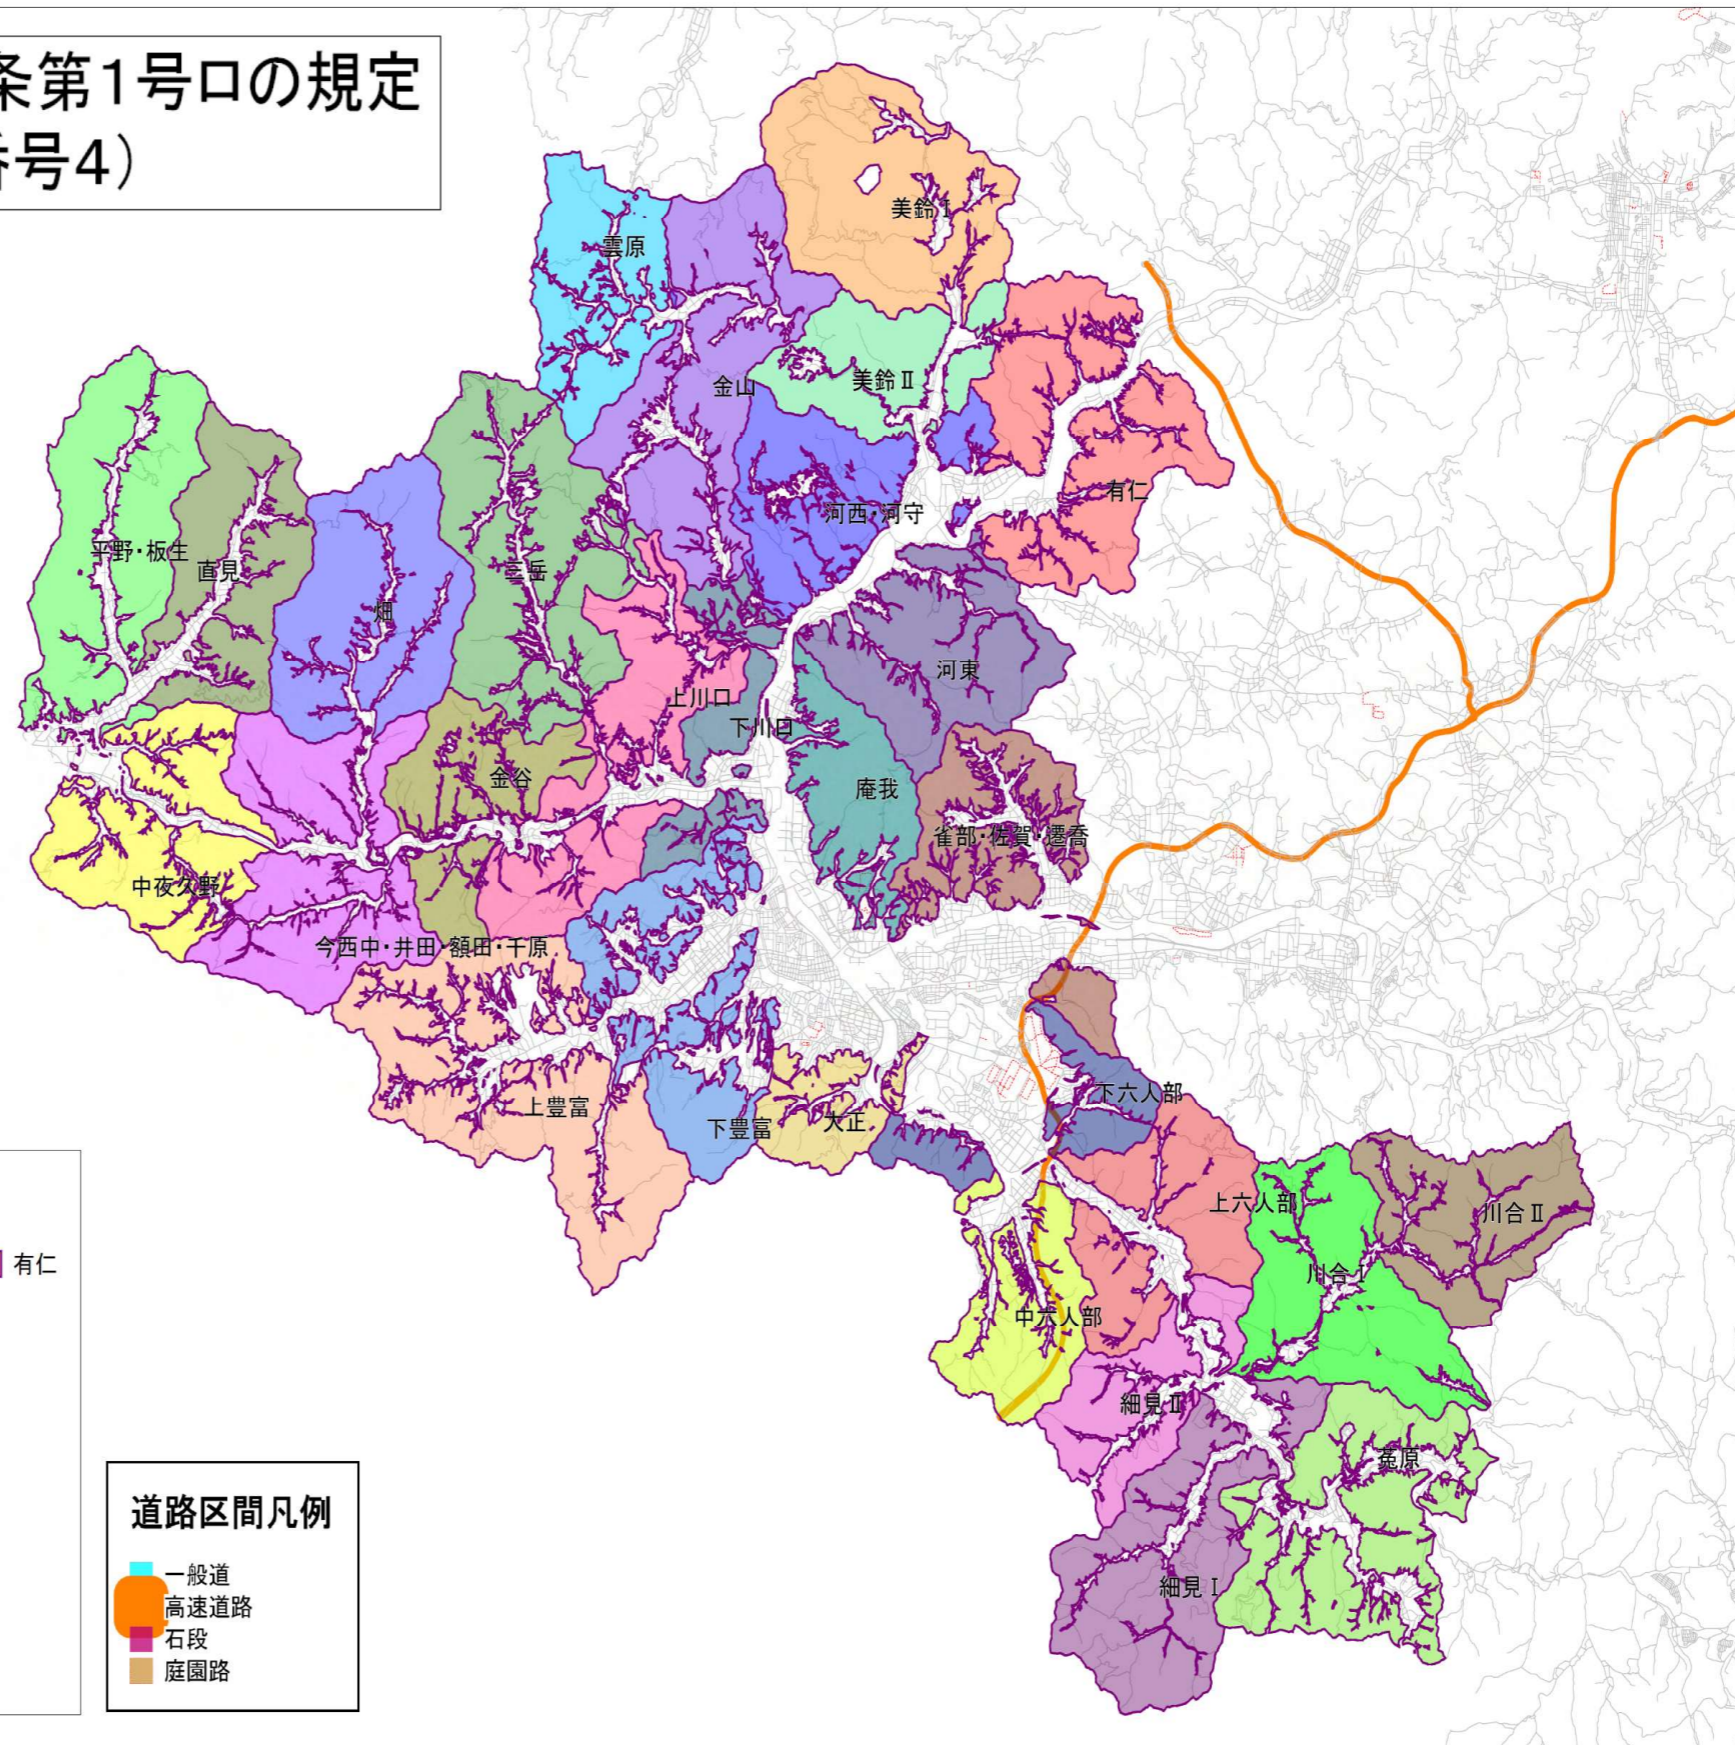 条第1号ロの規定
番号4）
美鈴Ⅰ
雲原
金山
美鈴Ⅱ
有仁
河西・河守
平野・板生
直見
三岳
畑
河東
上川口
下川口
金谷
庵我
雀部・佐賀・遷喬
中夜久野
今西中・井田・額田・千原
下六人部
上豊富
下豊富
大正
上六人部
川合Ⅱ
有仁
川合Ⅰ
中六人部
細見Ⅱ
菟原
細見Ⅰ
道路区間凡例
一般道
高速道路
石段
庭園路